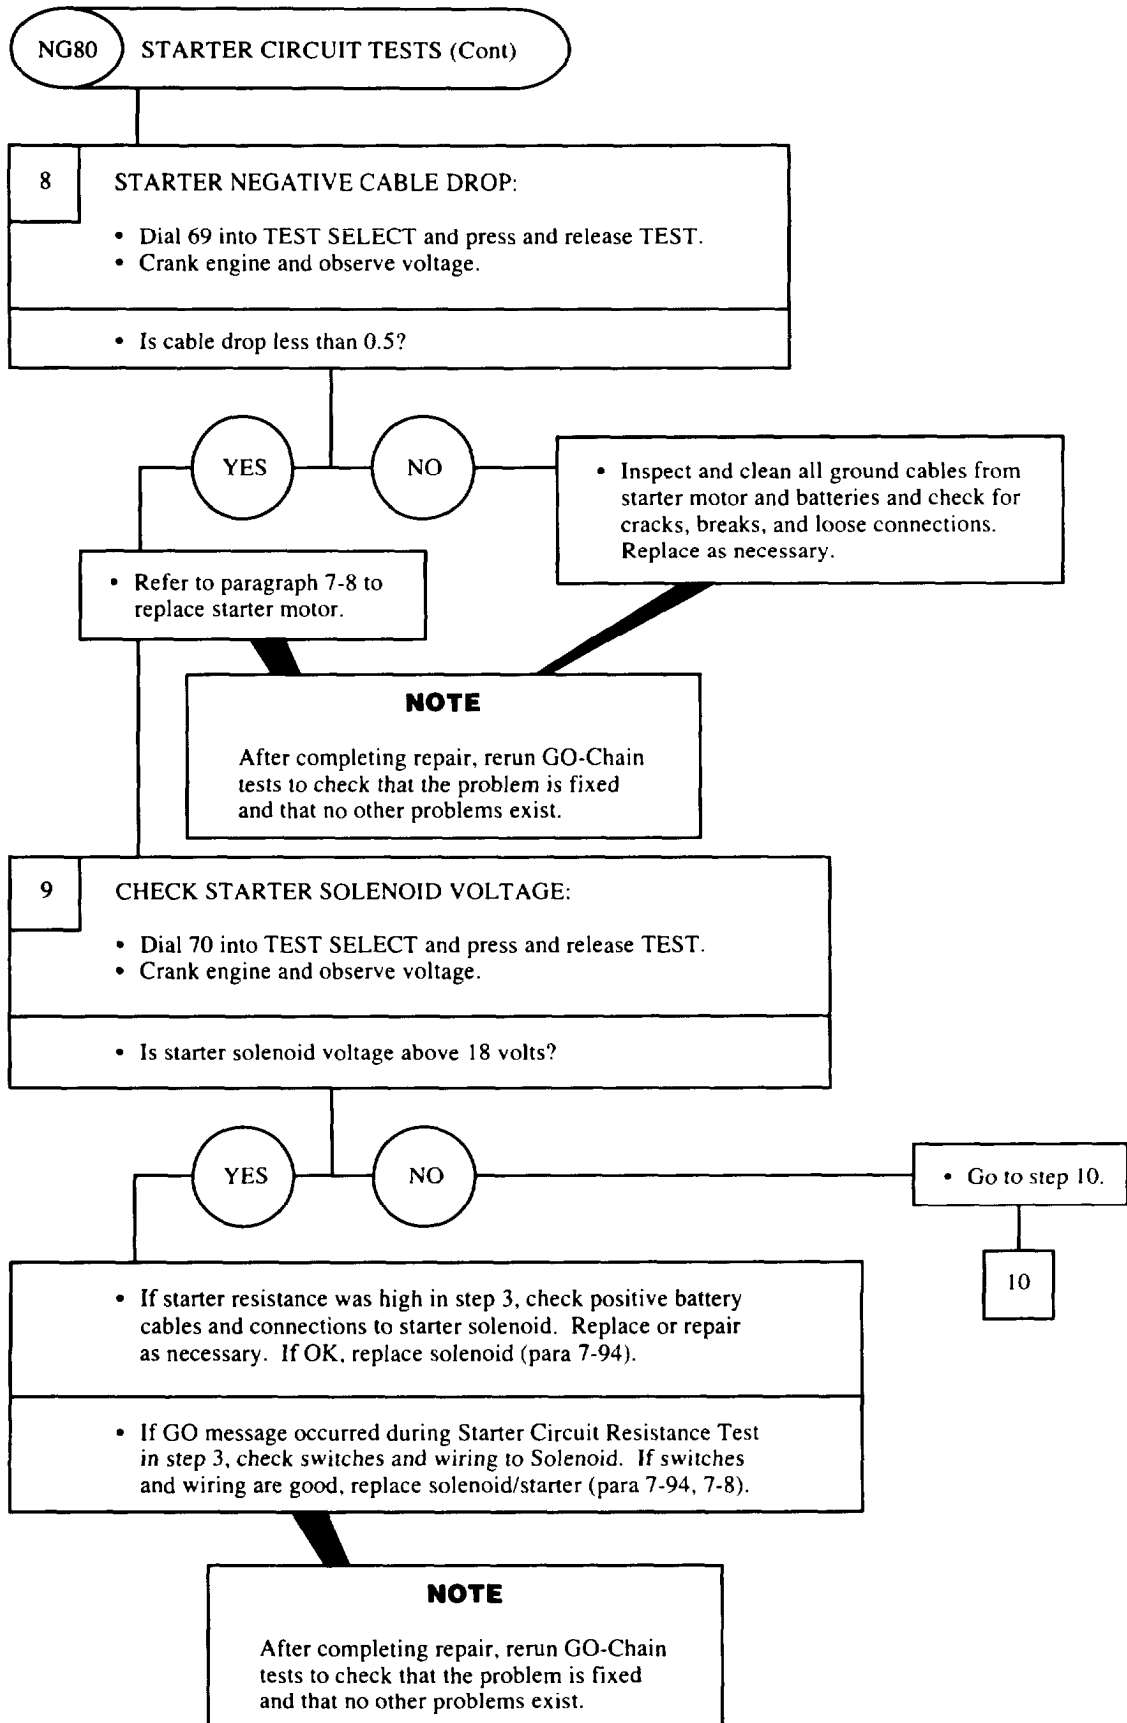 NG80 STARTER CIRCUIT TESTS (Cont)
8 STARTER NEGATIVE CABLE DROP:
• Dial 69 into TEST SELECT and press and release TEST.
• Crank engine and observe voltage.
• Is cable drop less than 0.5?
YES NO
• Inspect and clean all ground cables from
starter motor and batteries and check for
cracks, breaks, and loose connections.
Replace as necessary.
• Refer to paragraph 7-8 to
replace starter motor.
NOTE
After completing repair, rerun GO-Chain
tests to check that the problem is fixed
and that no other problems exist.
9 CHECK STARTER SOLENOID VOLTAGE:
• Dial 70 into TEST SELECT and press and release TEST.
• Crank engine and observe voltage.
• Is starter solenoid voltage above 18 volts?
YES NO
• Go to step 10.
10
• If starter resistance was high in step 3, check positive battery
cables and connections to starter solenoid. Replace or repair
as necessary. If OK, replace solenoid (para 7-94).
• If GO message occurred during Starter Circuit Resistance Test
in step 3, check switches and wiring to Solenoid. If switches
and wiring are good, replace solenoid/starter (para 7-94, 7-8).
NOTE
After completing repair, rerun GO-Chain
tests to check that the problem is fixed
and that no other problems exist.